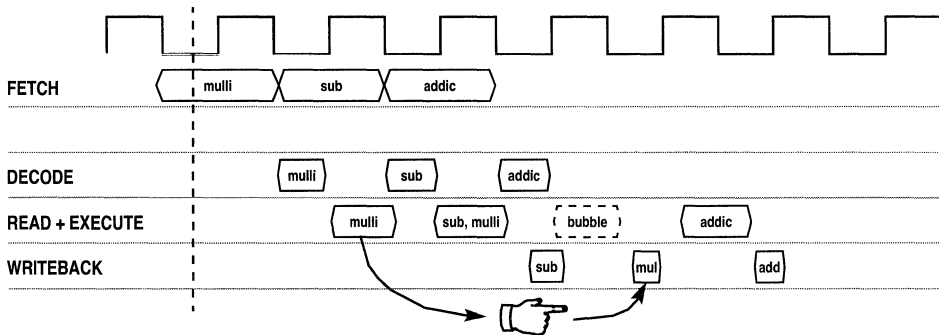 FETCH mulli sub addic
DECODE mulli sub addic
READ + EXECUTE mulli sub, mulli bubble addic
WRITEBACK sub mul add